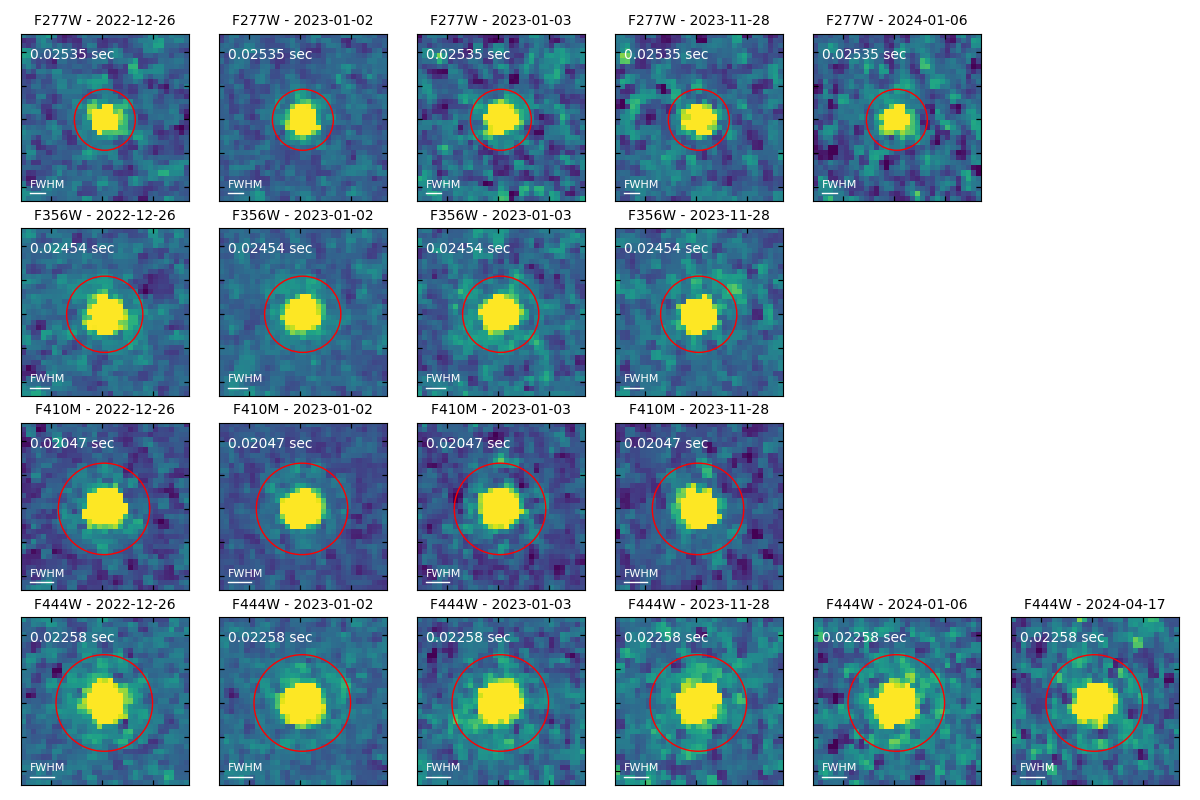 F277W - 2022-12-26
0.02535 sec
FWHM
F277W - 2023-01-02
0.02535 sec
FWHM
F277W - 2023-01-03
0.02535 sec
FWHM
F277W - 2023-11-28
0.02535 sec
FWHM
F277W - 2024-01-06
0.02535 sec
FWHM
F356W - 2022-12-26
0.02454 sec
FWHM
F356W - 2023-01-02
0.02454 sec
FWHM
F356W - 2023-01-03
0.02454 sec
FWHM
F356W - 2023-11-28
0.02454 sec
FWHM
F410M - 2022-12-26
0.02047 sec
FWHM
F410M - 2023-01-02
0.02047 sec
FWHM
F410M - 2023-01-03
0.02047 sec
FWHM
F410M - 2023-11-28
0.02047 sec
FWHM
F444W - 2022-12-26
0.02258 sec
FWHM
F444W - 2023-01-02
0.02258 sec
FWHM
F444W - 2023-01-03
0.02258 sec
FWHM
F444W - 2023-11-28
0.02258 sec
FWHM
F444W - 2024-01-06
0.02258 sec
FWHM
F444W - 2024-04-17
0.02258 sec
FWHM